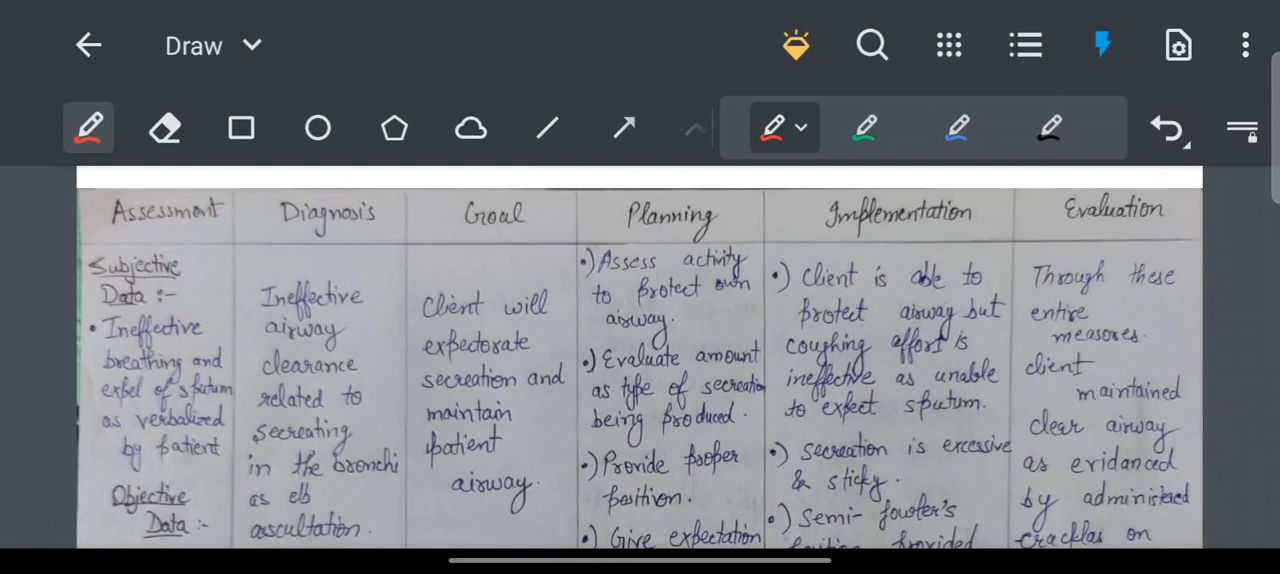 Draw
Assessment
Diagnosis
Goal
Planning
Implementation
Evaluation
Subjective
Data :-
• Ineffective
breathing and
expel of sputum
as verbalized
by patient
Objective
Data :-
Ineffective
airway
clearance
related to
secreating
in the bronchi
as e/b
ascultation.
Client will
expectorate
secreation and
maintain
patient
airway.
•) Assess activity
to protect own
airway.
•) Evaluate amount
as type of secreation
being produced.
•) Provide proper
position.
•) Give expectation
•) Client is able to
protect airway but
coughing affort is
ineffective as unable
to expect sputum.
•) secreation is excessive
& sticky.
•) Semi-fowler's
provided
Through these
entire
measores.
client
maintained
clear airway
as evidanced
by administered
cracklas on